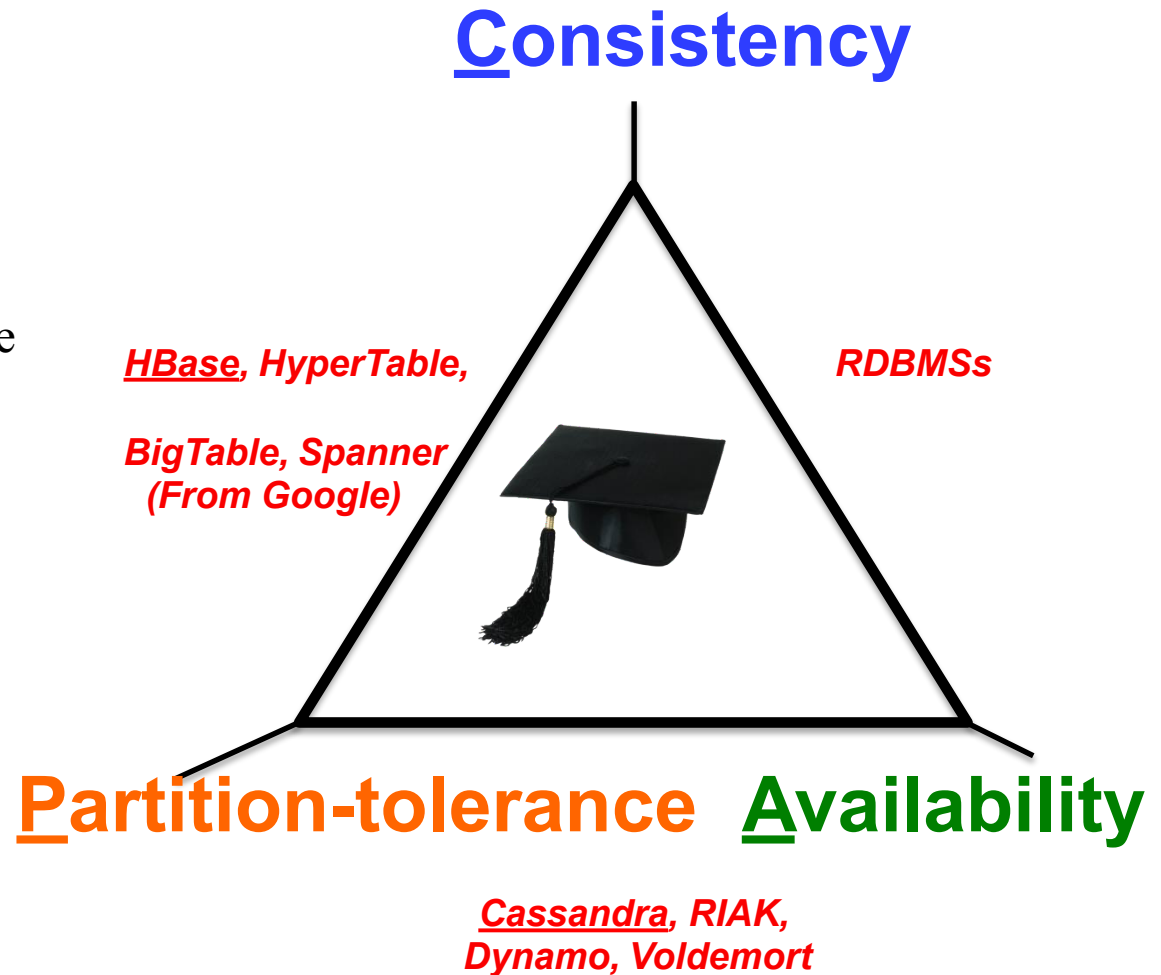 Consistency
e
HBase, HyperTable,
RDBMSs
BigTable, Spanner
(From Google)
Partition-tolerance
Availability
Cassandra, RIAK,
Dynamo, Voldemort